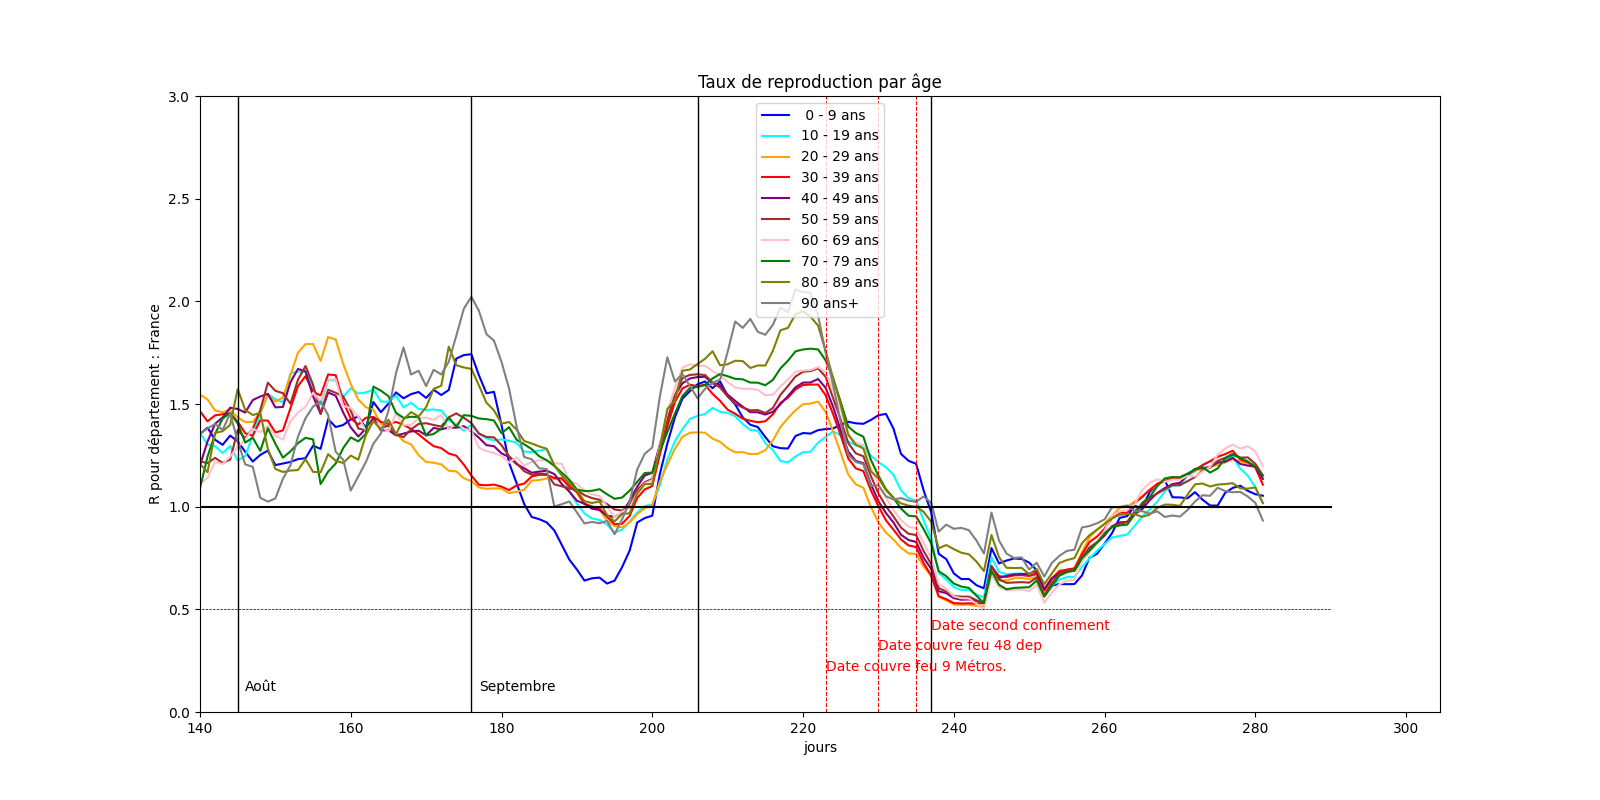 Taux de reproduction par âge
3.0
2.5
2.0
1.5
1.0
0.5
0.0
R pour département : France
0 - 9 ans
10 - 19 ans
20 - 29 ans
30 - 39 ans
40 - 49 ans
50 - 59 ans
60 - 69 ans
70 - 79 ans
80 - 89 ans
90 ans+
Date second confinement
Date couvre feu 48 dep
Date couvre feu 9 Métros.
Août
Septembre
140
160
180
200
220
240
260
280
300
jours